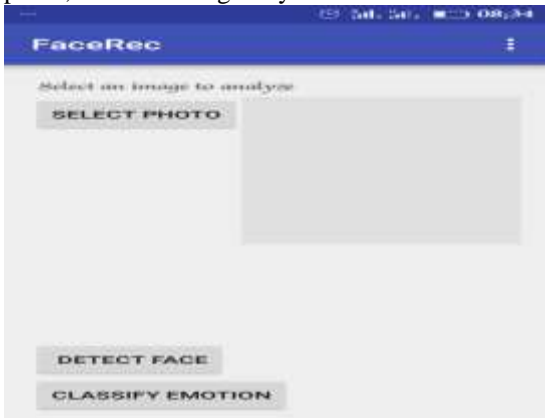 08:34
FaceRec
Select an image to analyze
SELECT PHOTO
DETECT FACE
CLASSIFY EMOTION